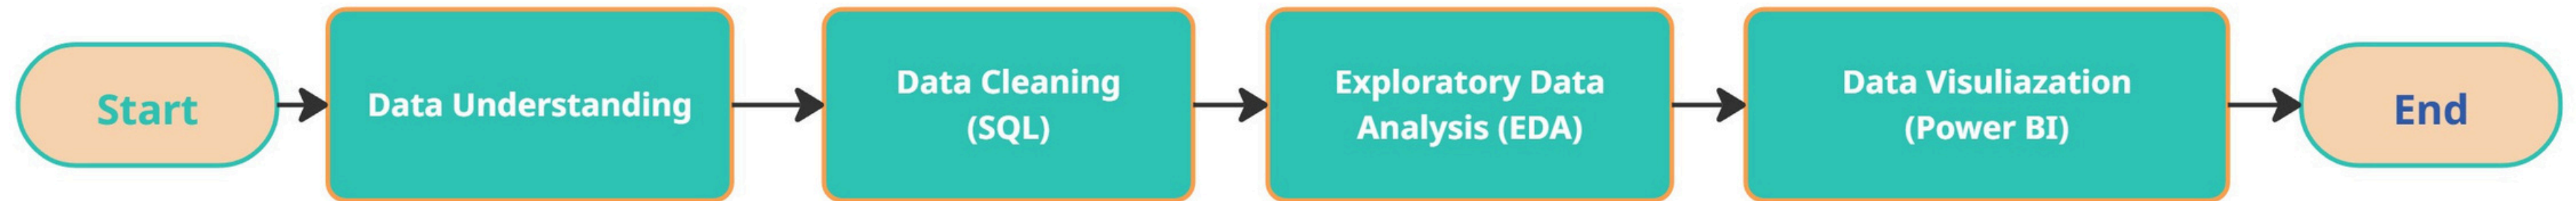 Start
Data Understanding
Data Cleaning
(SQL)
Exploratory Data
Analysis (EDA)
Data Visuliazation
(Power BI)
End